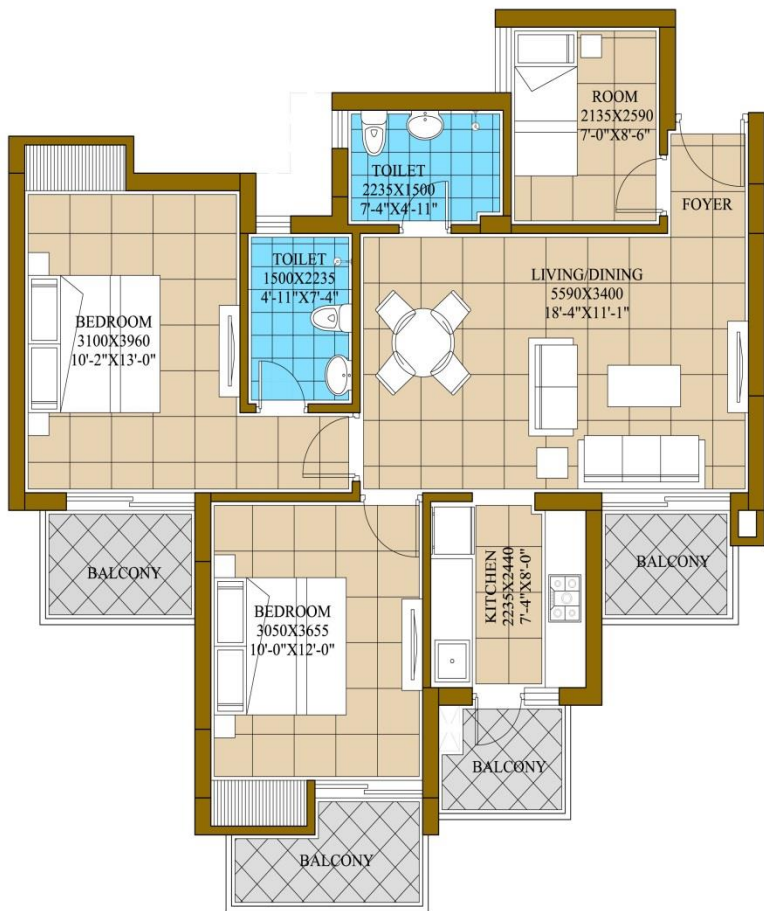 ROOM
2135X2590
7'-0"X8'-6"
TOILET
2235X1500
7'-4"X4'-11"
FOYER
TOILET
1500X2235
4'-11"X7'-4"
LIVING/DINING
5590X3400
18'-4"X11'-1"
BEDROOM
3100X3960
10'-2"X13'-0"
BALCONY
BEDROOM
3050X3655
10'-0"X12'-0"
KITCHEN
2235X2440
7'-4"X8'-0"
BALCONY
BALCONY
BALCONY